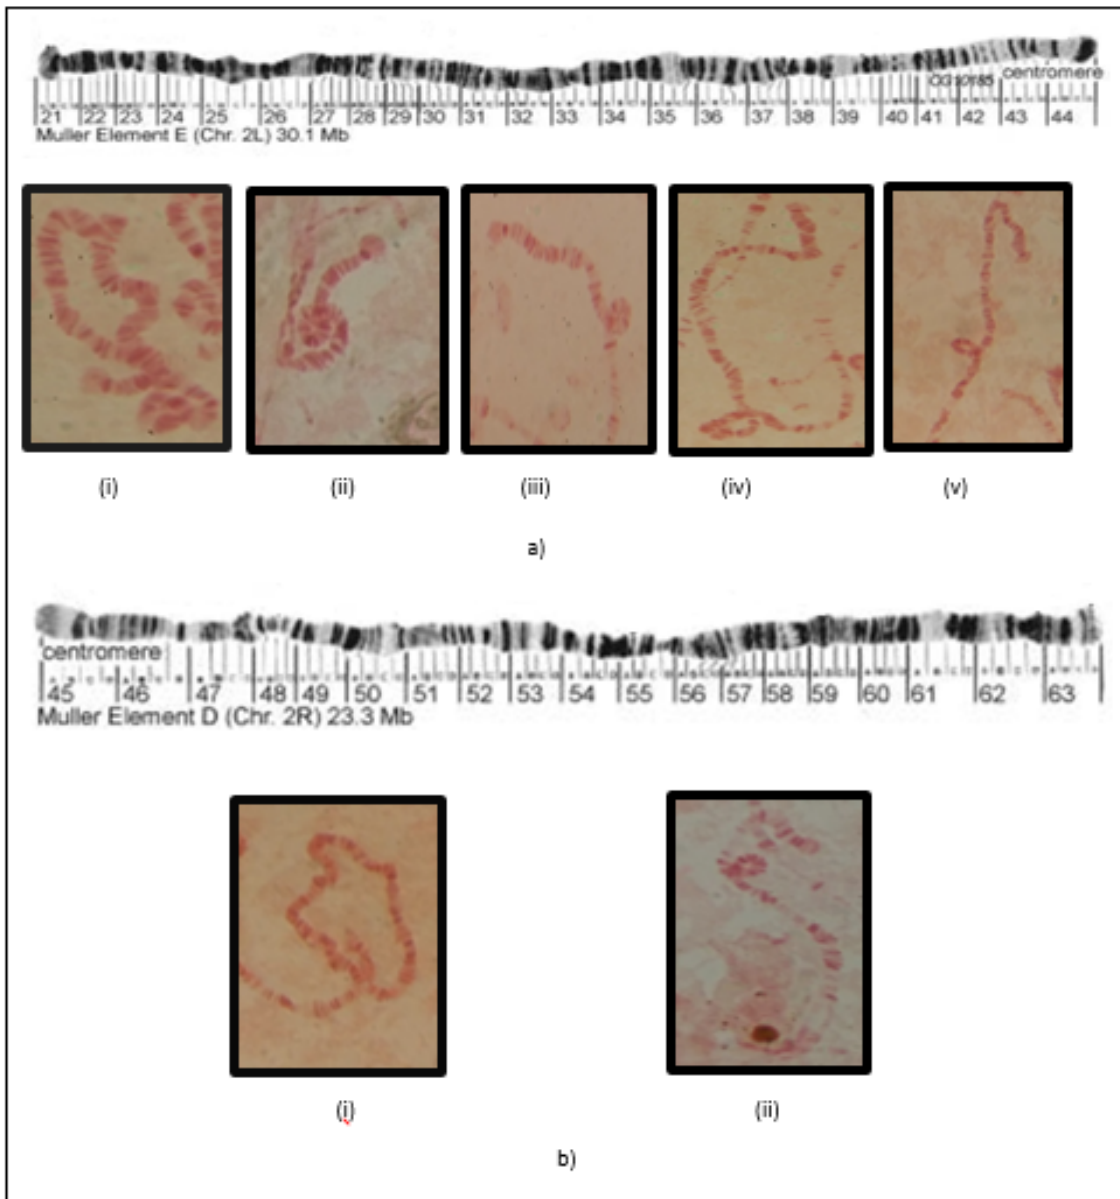 CG10185 centromere
21 22 23 24 25 26 27 28 29 30 31 32 33 34 35 36 37 38 39 40 41 42 43 44
Muller Element E (Chr. 2L) 30.1 Mb
(i) (ii) (iii) (iv) (v)
a)
centromere
45 46 47 48 49 50 51 52 53 54 55 56 57 58 59 60 61 62 63
Muller Element D (Chr. 2R) 23.3 Mb
(i) (ii)
b)